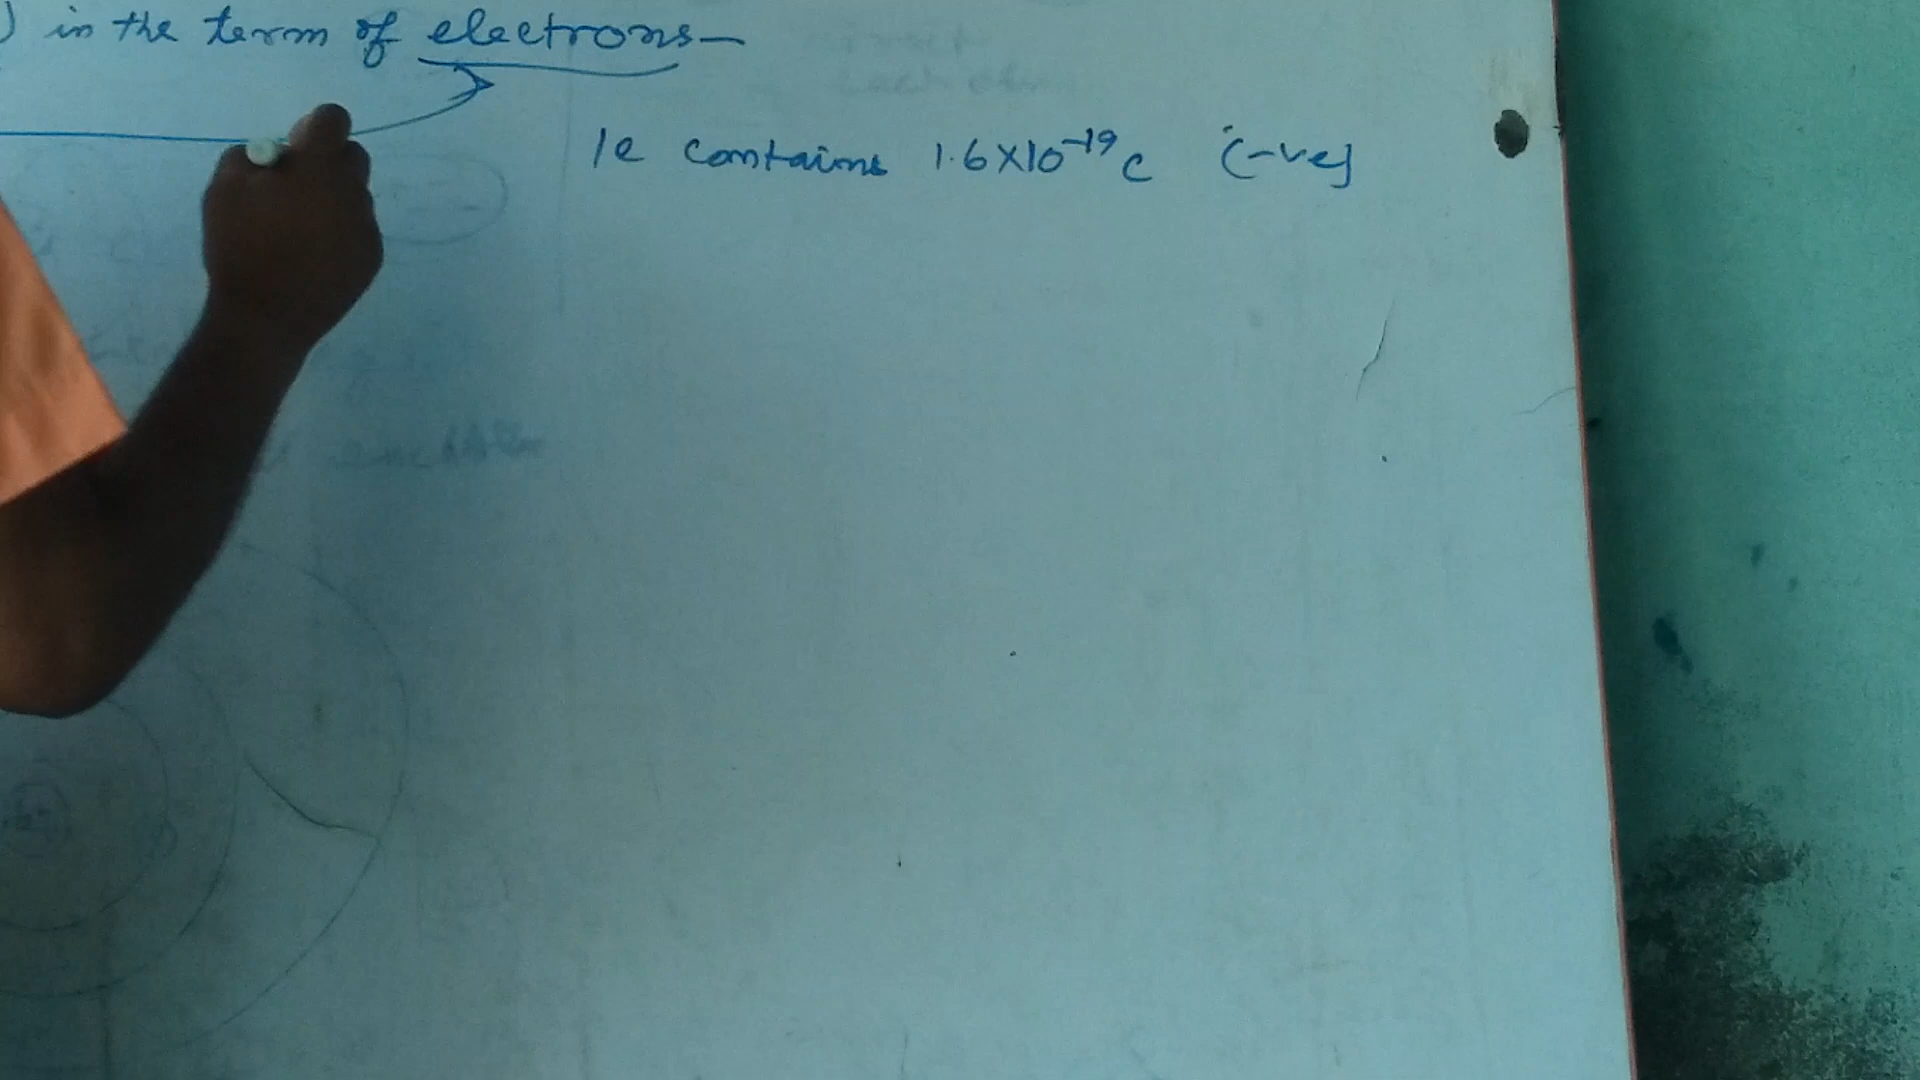 ) in the term of electrons-
1e contains 1.6X10-19 c (-ve)